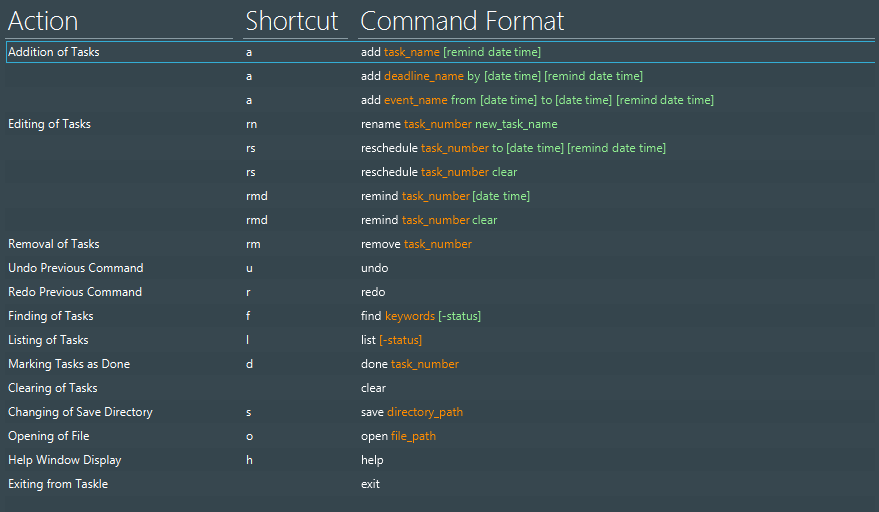 Action Shortcut Command Format
Addition of Tasks a add task_name [remind date time]
a add deadline_name by [date time] [remind date time]
a add event_name from [date time] to [date time] [remind date time]
Editing of Tasks rn rename task_number new_task_name
rs reschedule task_number to [date time] [remind date time]
rs reschedule task_number clear
rmd remind task_number [date time]
rmd remind task_number clear
Removal of Tasks rm remove task_number
Undo Previous Command u undo
Redo Previous Command r redo
Finding of Tasks f find keywords [-status]
Listing of Tasks l list [-status]
Marking Tasks as Done d done task_number
Clearing of Tasks clear
Changing of Save Directory s save directory_path
Opening of File o open file_path
Help Window Display h help
Exiting from Taskle exit